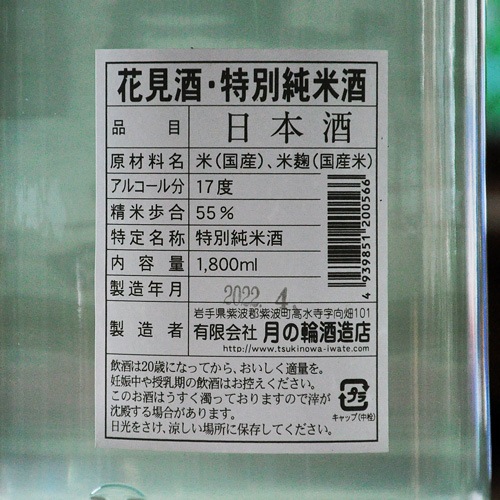 花見酒・特別純米酒
品目 日本酒
原材料名 米（国産）、米麹（国産米）
アルコール分 17度
精米歩合 55%
特定名称 特別純米酒
内容量 1,800ml
製造年月 2022. 4.
製造者 岩手県紫波郡紫波町高水寺字向畑101
有限会社 月の輪酒造店
http://www.tsukinowa-iwate.com
4 939851 200566
飲酒は20歳になってから、おいしく適量を。
妊娠中や授乳期の飲酒はお控えください。
このお酒はうすく濁っておりますので滓が
沈殿する場合があります。
日光をさけ、涼しい場所に保存してください。
プラ
キャップ(中栓)